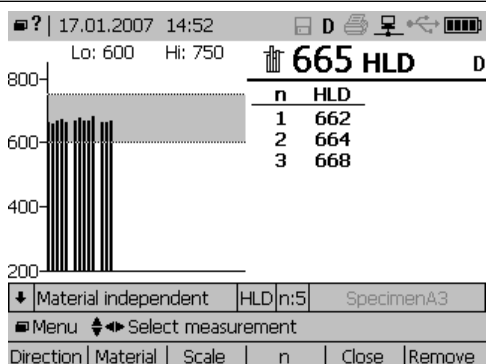 ? 17.01.2007 14:52 D
Lo: 600 Hi: 750
665 HLD D
800
600
400
200
n HLD
1 662
2 664
3 668
Material independent HLD n:5 SpecimenA3
Menu Select measurement
Direction Material Scale n Close Remove